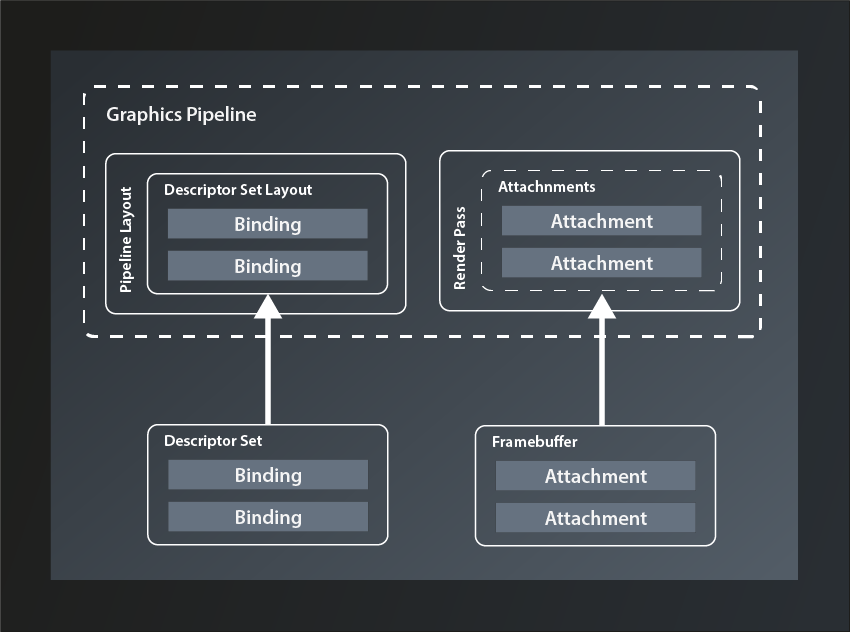 Graphics Pipeline
Pipeline Layout
Descriptor Set Layout
Binding
Binding
Render Pass
Attachnments
Attachment
Attachment
Descriptor Set
Binding
Binding
Framebuffer
Attachment
Attachment